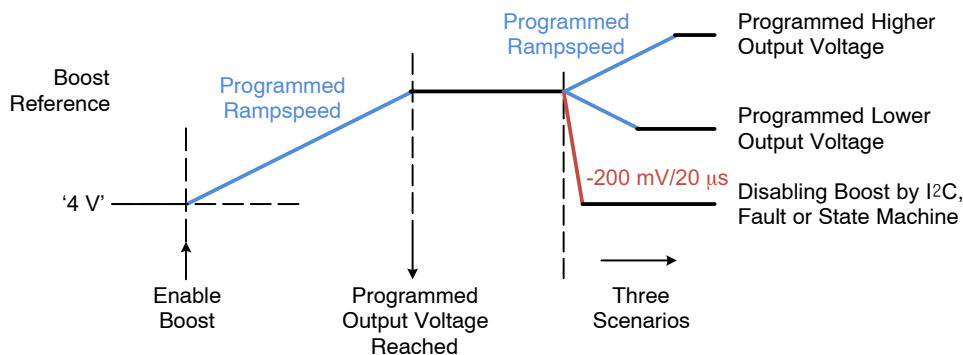 Boost
Reference
'4 V'
Programmed
Rampspeed
Programmed
Rampspeed
Programmed Higher
Output Voltage
Programmed Lower
Output Voltage
-200 mV/20 μs
Disabling Boost by I²C,
Fault or State Machine
Enable
Boost
Programmed
Output Voltage
Reached
Three
Scenarios